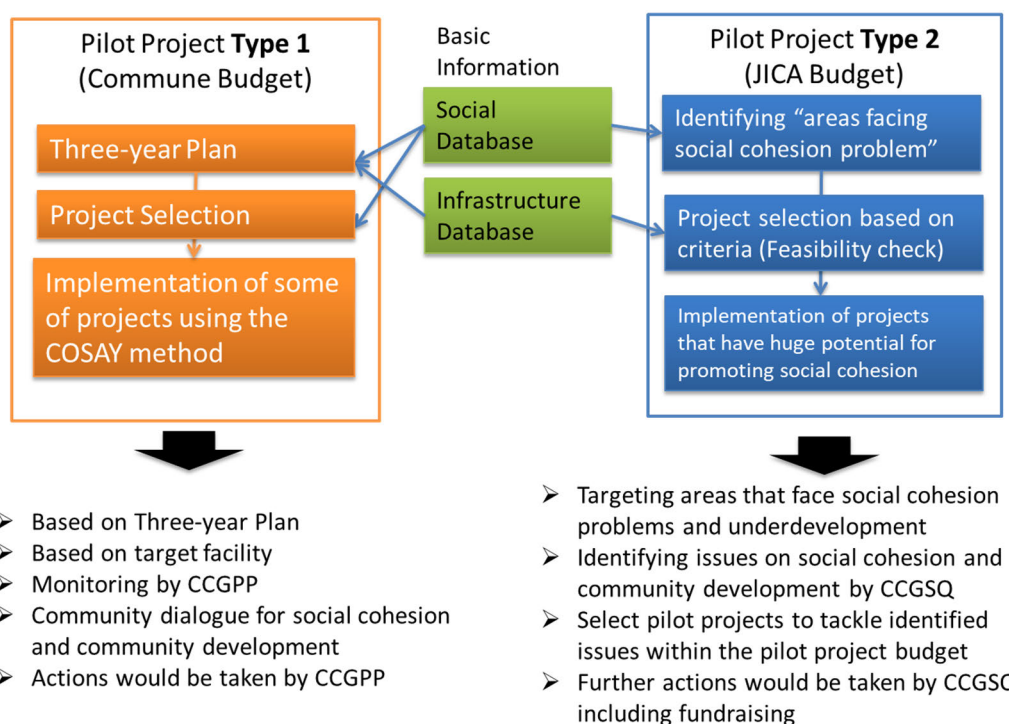 Pilot Project Type 1
(Commune Budget)
Three-year Plan
Project Selection
Implementation of some
of projects using the
COSAY method
Basic
Information
Social
Database
Infrastructure
Database
Pilot Project Type 2
(JICA Budget)
Identifying “areas facing
social cohesion problem”
Project selection based on
criteria (Feasibility check)
Implementation of projects
that have huge potential for
promoting social cohesion
➢ Based on Three-year Plan
➢ Based on target facility
➢ Monitoring by CCGPP
➢ Community dialogue for social cohesion
and community development
➢ Actions would be taken by CCGPP
➢ Targeting areas that face social cohesion
problems and underdevelopment
➢ Identifying issues on social cohesion and
community development by CCGSQ
➢ Select pilot projects to tackle identified
issues within the pilot project budget
➢ Further actions would be taken by CCGSQ
including fundraising